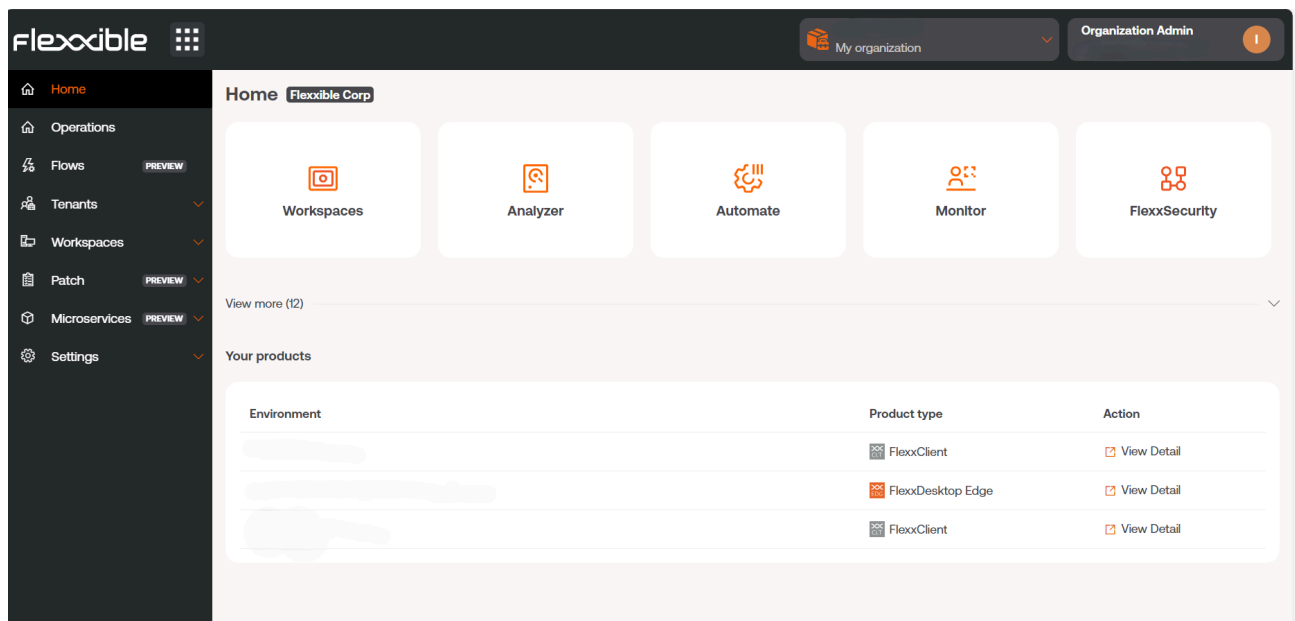 Flexxible
My organization
Organization Admin
I
Home
Operations
Flows PREVIEW
Tenants
Workspaces
Patch PREVIEW
Microservices PREVIEW
Settings
Home Flexxible Corp
Workspaces
Analyzer
Automate
Monitor
FlexxSecurity
View more (12)
Your products
Environment Product type Action
FlexxClient View Detail
FlexxDesktop Edge View Detail
FlexxClient View Detail